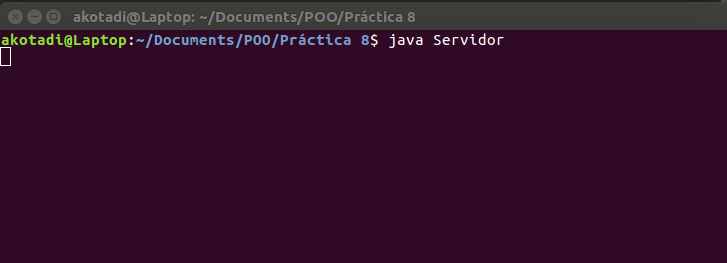 akotadi@Laptop: ~/Documents/POO/Práctica 8
akotadi@Laptop:~/Documents/POO/Práctica 8$ java Servidor